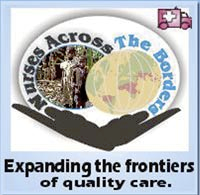 Nurses Across The Borders
Expanding the frontiers
of quality care.